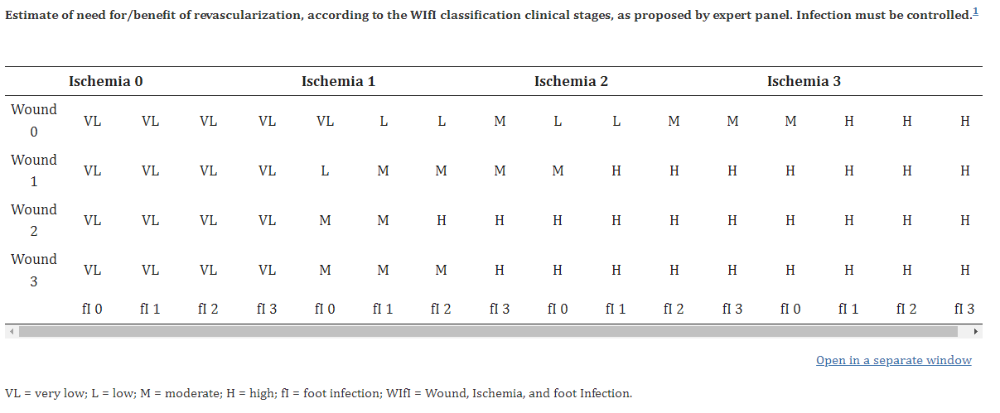 Estimate of need for/benefit of revascularization, according to the WIfI classification clinical stages, as proposed by expert panel. Infection must be controlled.1
Ischemia 0 Ischemia 1 Ischemia 2 Ischemia 3
Wound 0 VL VL VL VL VL L L M L L M M M H H H
Wound 1 VL VL VL VL L M M M M H H H H H H H
Wound 2 VL VL VL VL M M H H H H H H H H H H
Wound 3 VL VL VL VL M M M H H H H H H H H H
fI 0 fI 1 fI 2 fI 3 fI 0 fI 1 fI 2 fI 3 fI 0 fI 1 fI 2 fI 3 fI 0 fI 1 fI 2 fI 3
Open in a separate window
VL = very low; L = low; M = moderate; H = high; fI = foot infection; WIfI = Wound, Ischemia, and foot Infection.